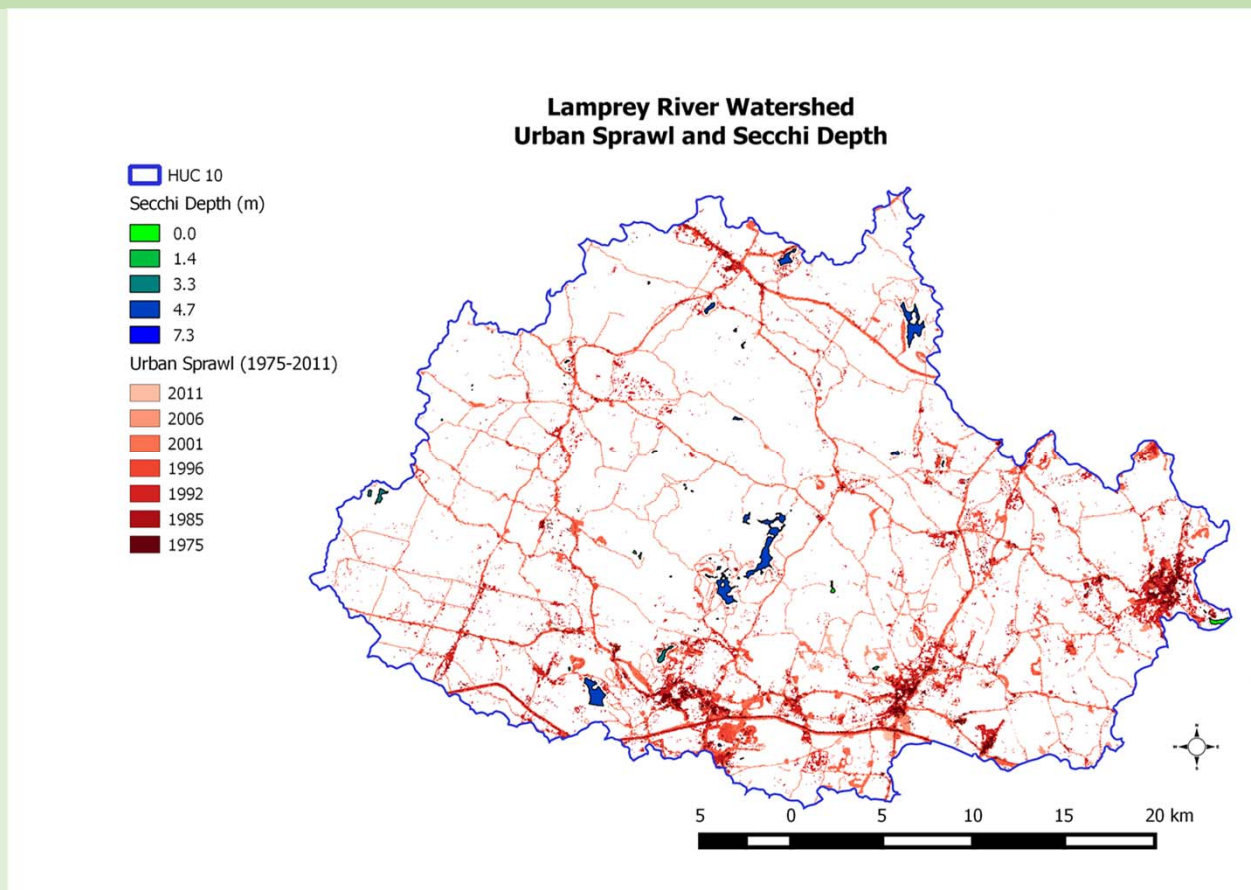 Lamprey River Watershed
Urban Sprawl and Secchi Depth
HUC 10
Secchi Depth (m)
0.0
1.4
3.3
4.7
7.3
Urban Sprawl (1975-2011)
2011
2006
2001
1996
1992
1985
1975
5 0 5 10 15 20 km